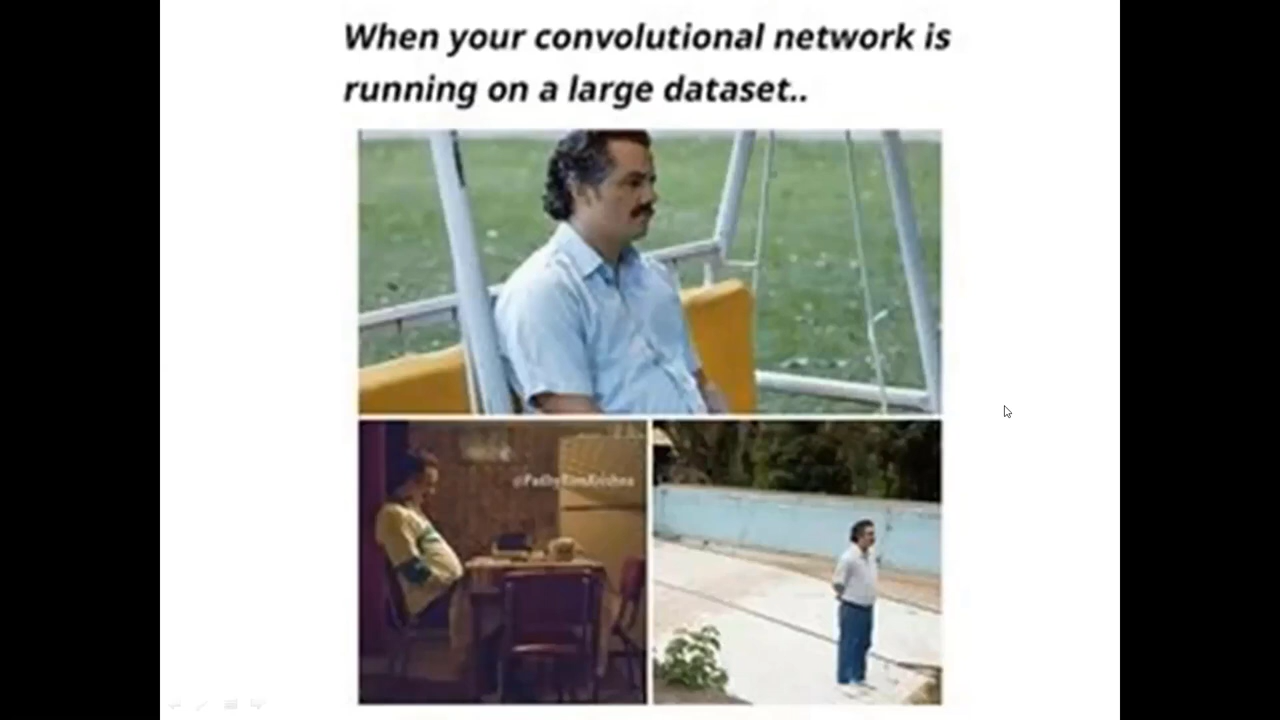 When your convolutional network is
running on a large dataset..